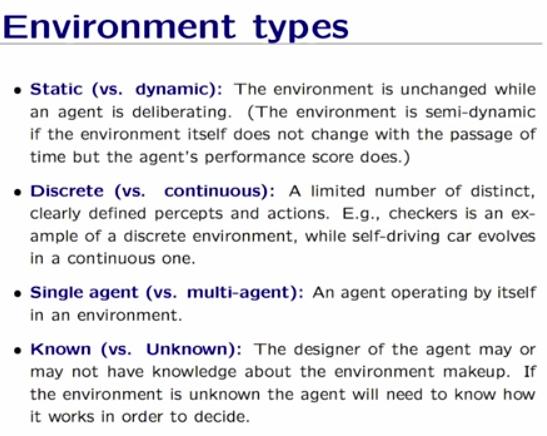 Environment types
• Static (vs. dynamic): The environment is unchanged while
an agent is deliberating. (The environment is semi-dynamic
if the environment itself does not change with the passage of
time but the agent's performance score does.)
• Discrete (vs. continuous): A limited number of distinct,
clearly defined percepts and actions. E.g., checkers is an ex-
ample of a discrete environment, while self-driving car evolves
in a continuous one.
• Single agent (vs. multi-agent): An agent operating by itself
in an environment.
• Known (vs. Unknown): The designer of the agent may or
may not have knowledge about the environment makeup. If
the environment is unknown the agent will need to know how
it works in order to decide.